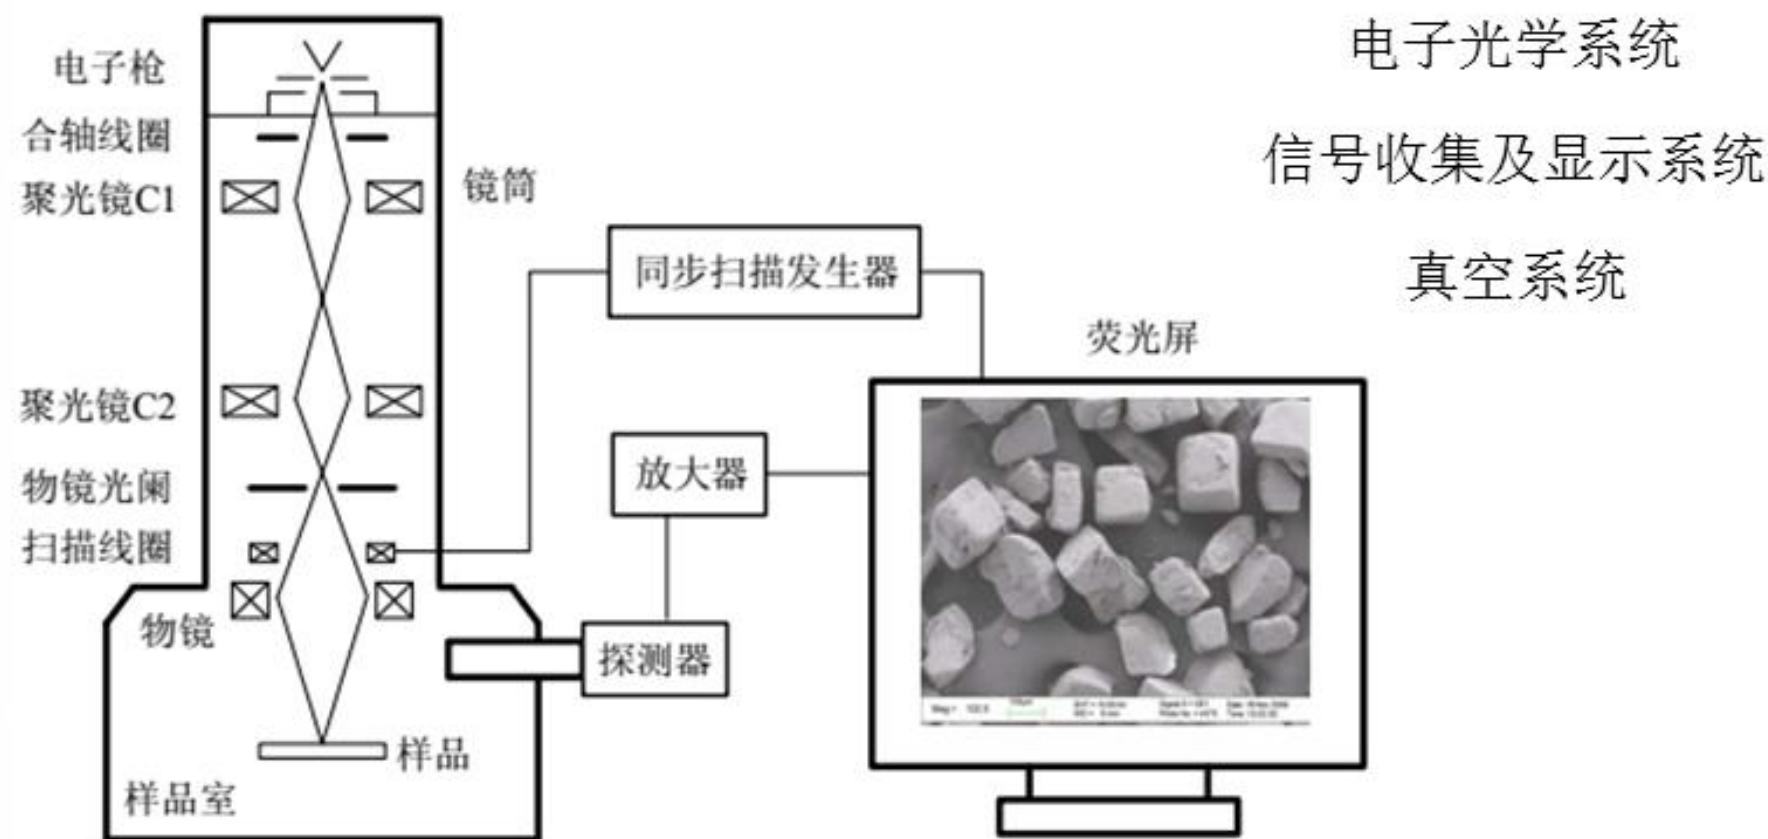 电子枪
合轴线圈
聚光镜C1
聚光镜C2
物镜光阑
扫描线圈
物镜
样品
样品室
镜筒
同步扫描发生器
放大器
探测器
荧光屏
电子光学系统
信号收集及显示系统
真空系统